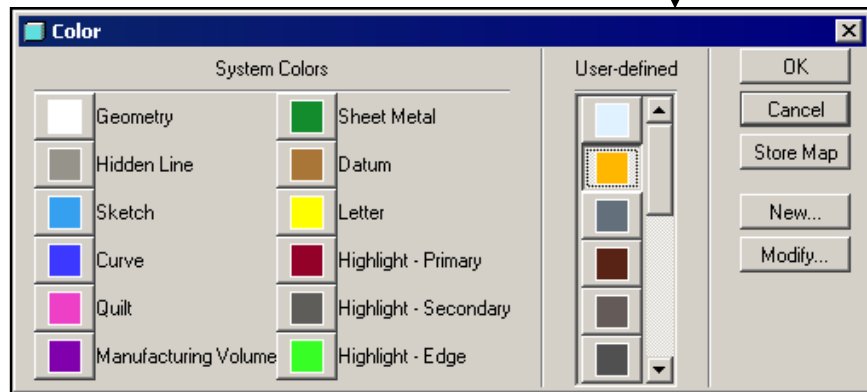 Color
System Colors
User-defined
OK
Geometry
Sheet Metal
Cancel
Hidden Line
Datum
Store Map
Sketch
Letter
New...
Curve
Highlight - Primary
Modify...
Quilt
Highlight - Secondary
Manufacturing Volume
Highlight - Edge